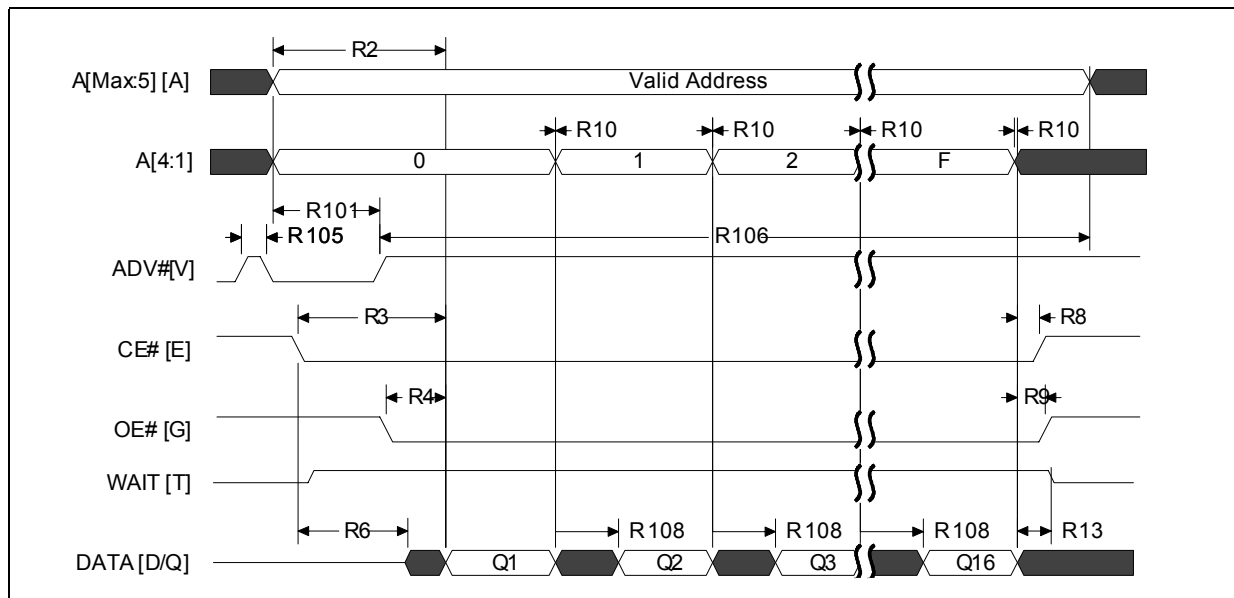 R2
A[Max:5] [A] Valid Address
R10 R10 R10 R10
A[4:1] 0 1 2 F
R101
R105 R106
ADV#[V]
R3 R8
CE# [E]
R4 R9
OE# [G]
WAIT [T]
R6 R108 R108 R108 R13
DATA [D/Q] Q1 Q2 Q3 Q16